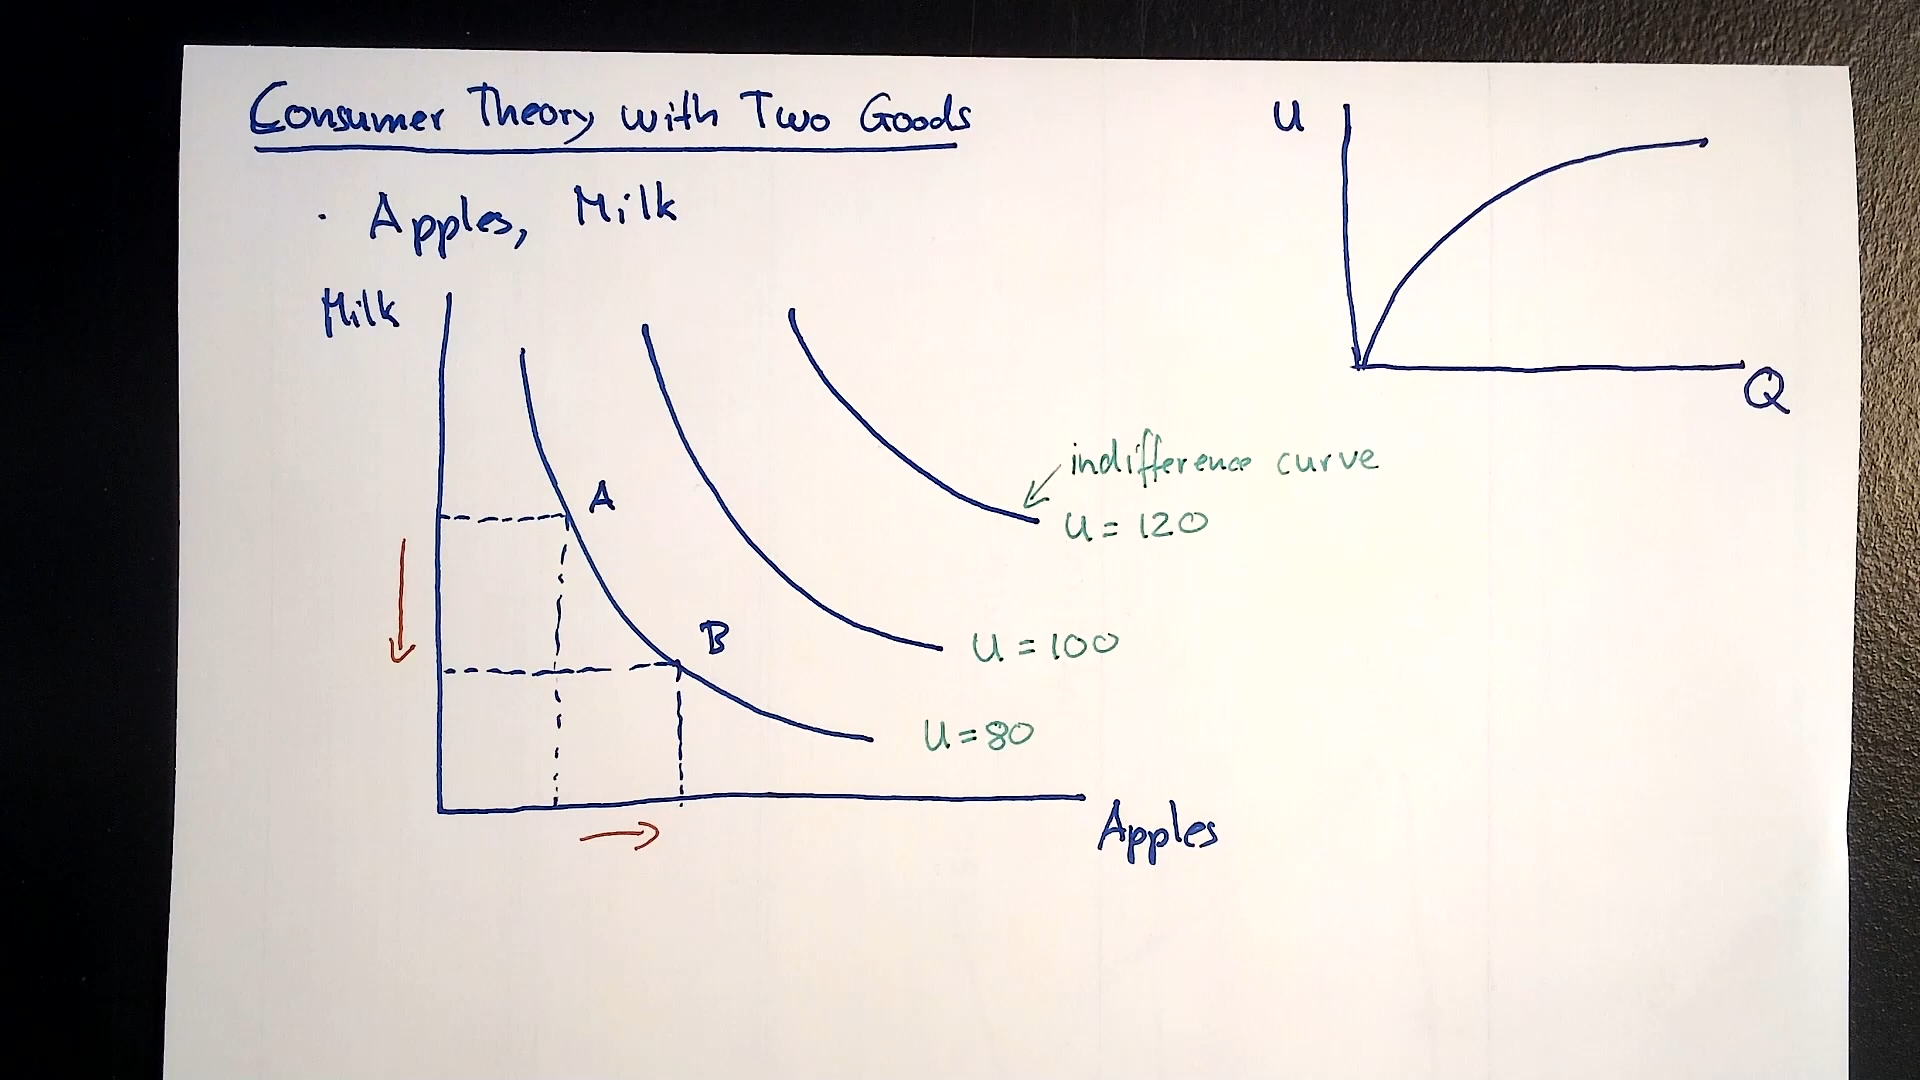 Consumer Theory with Two Goods
· Apples, Milk
U
Q
Milk
indifference curve
U = 120
A
B
U = 100
U = 80
Apples